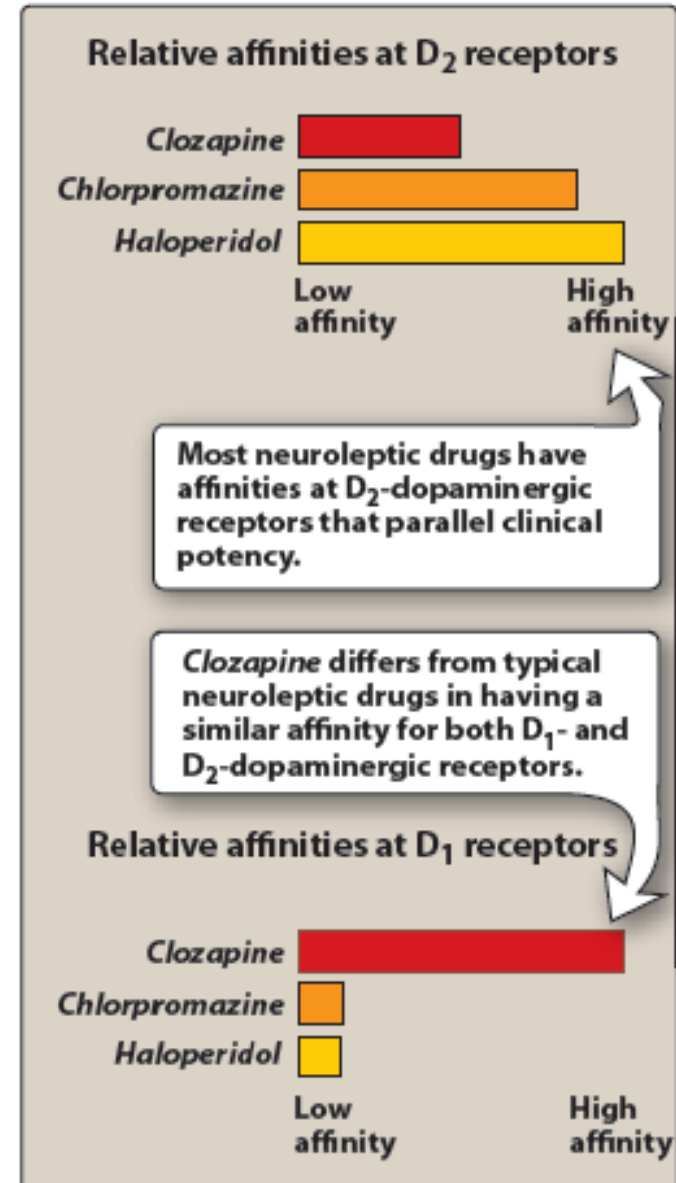 Relative affinities at D₂ receptors
Clozapine
Chlorpromazine
Haloperidol
Low affinity
High affinity
Most neuroleptic drugs have
affinities at D₂-dopaminergic
receptors that parallel clinical
potency.
Clozapine differs from typical
neuroleptic drugs in having a
similar affinity for both D₁- and
D₂-dopaminergic receptors.
Relative affinities at D₁ receptors
Clozapine
Chlorpromazine
Haloperidol
Low affinity
High affinity